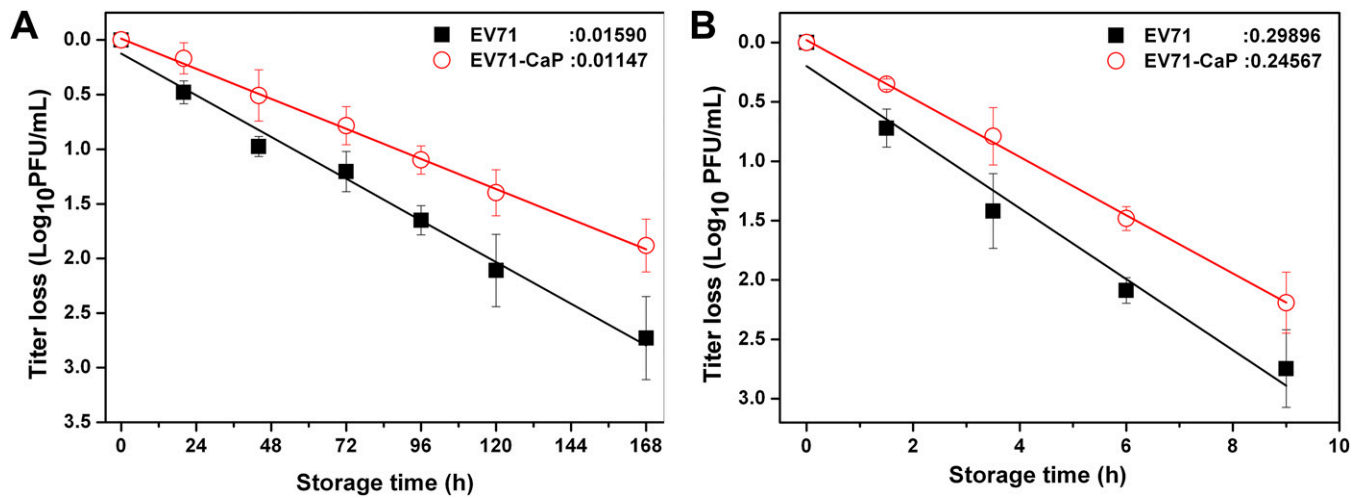 A
EV71 :0.01590
EV71-CaP :0.01147
Titer loss (Log10PFU/mL)
0.0
0.5
1.0
1.5
2.0
2.5
3.0
3.5
0 24 48 72 96 120 144 168
Storage time (h)
B
EV71 :0.29896
EV71-CaP :0.24567
Titer loss (Log10 PFU/mL)
0.0
0.5
1.0
1.5
2.0
2.5
3.0
0 2 4 6 8 10
Storage time (h)